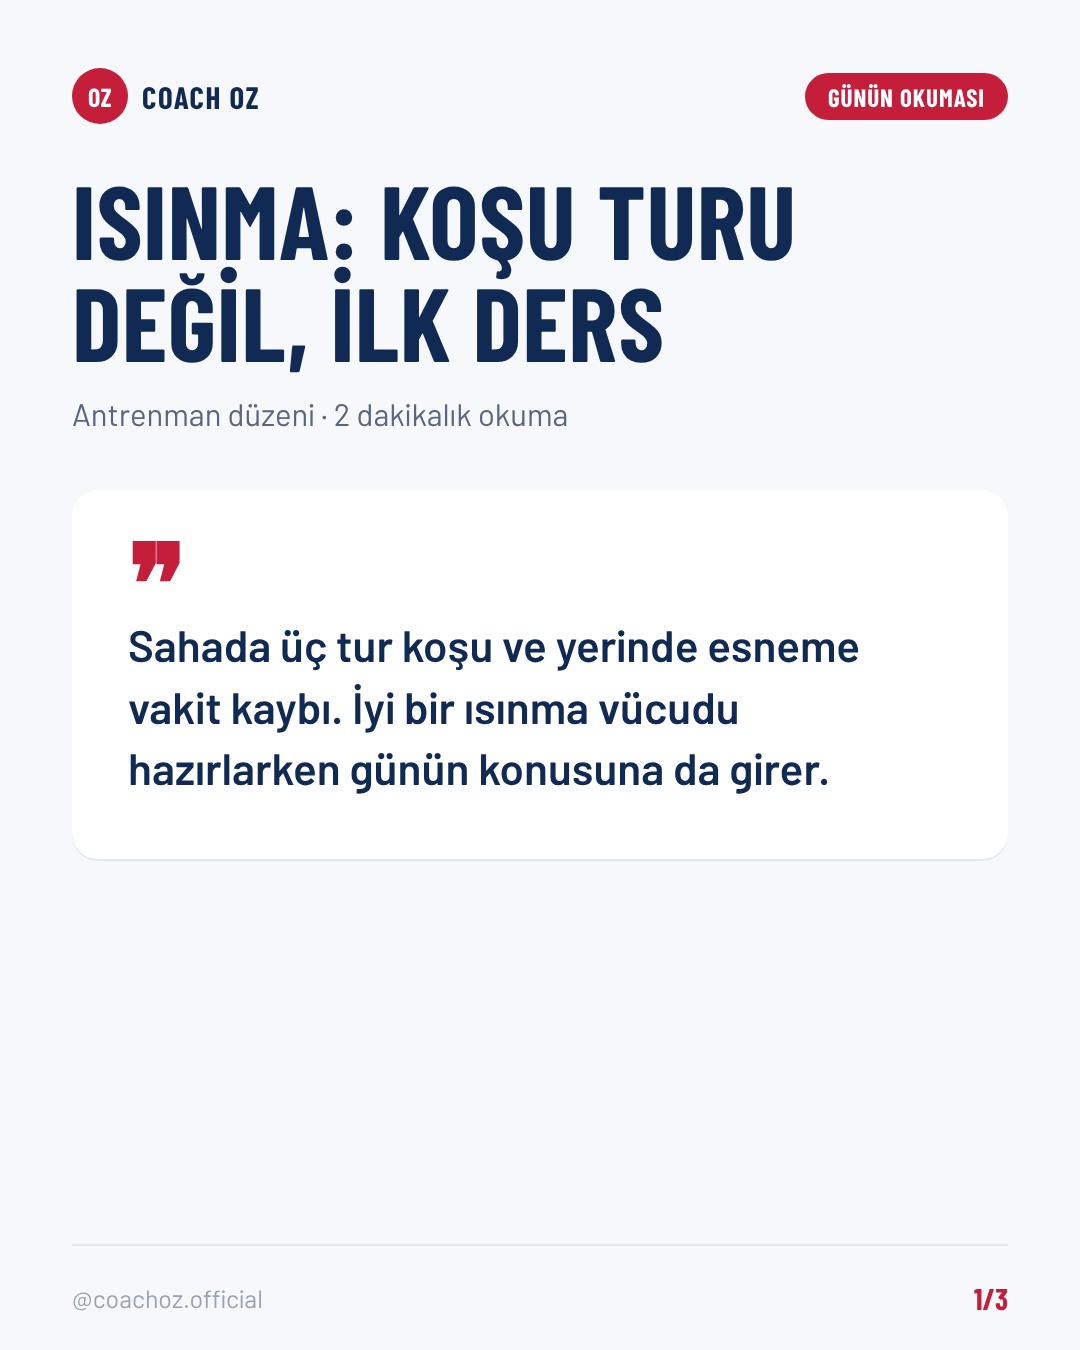 OZ COACH OZ
GÜNÜN OKUMASI
ISINMA: KOŞU TURU
DEĞİL, İLK DERS
Antrenman düzeni · 2 dakikalık okuma
”
Sahada üç tur koşu ve yerinde esneme
vakit kaybı. İyi bir ısınma vücudu
hazırlarken günün konusuna da girer.
@coachoz.official
1/3